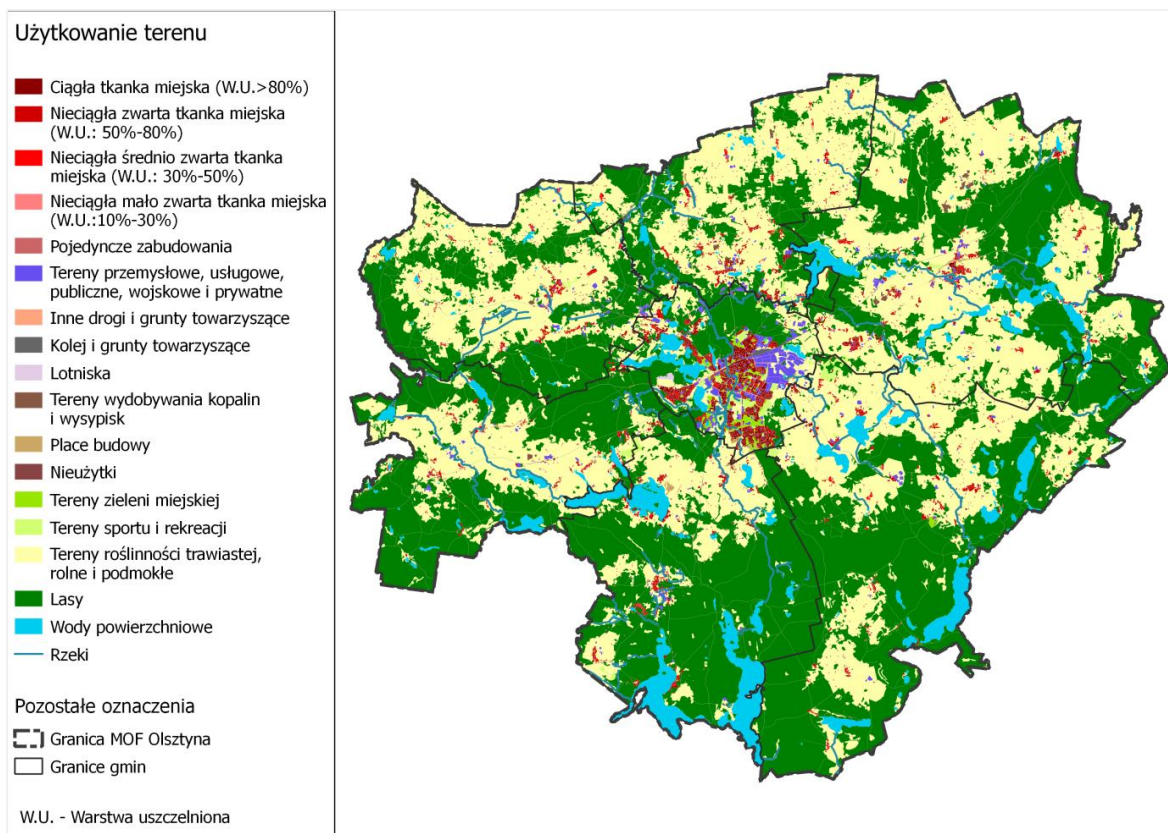 Użytkowanie terenu
Ciągła tkanka miejska (W.U.>80%)
Nieciągła zwarta tkanka miejska
(W.U.: 50%-80%)
Nieciągła średnio zwarta tkanka
miejska (W.U.: 30%-50%)
Nieciągła mało zwarta tkanka miejska
(W.U.:10%-30%)
Pojedyncze zabudowania
Tereny przemysłowe, usługowe,
publiczne, wojskowe i prywatne
Inne drogi i grunty towarzyszące
Kolej i grunty towarzyszące
Lotniska
Tereny wydobywania kopalin
i wysypisk
Place budowy
Nieużytki
Tereny zieleni miejskiej
Tereny sportu i rekreacji
Tereny roślinności trawiastej,
rolne i podmokłe
Lasy
Wody powierzchniowe
Rzeki
Pozostałe oznaczenia
Granica MOF Olsztyna
Granice gmin
W.U. - Warstwa uszczelniona